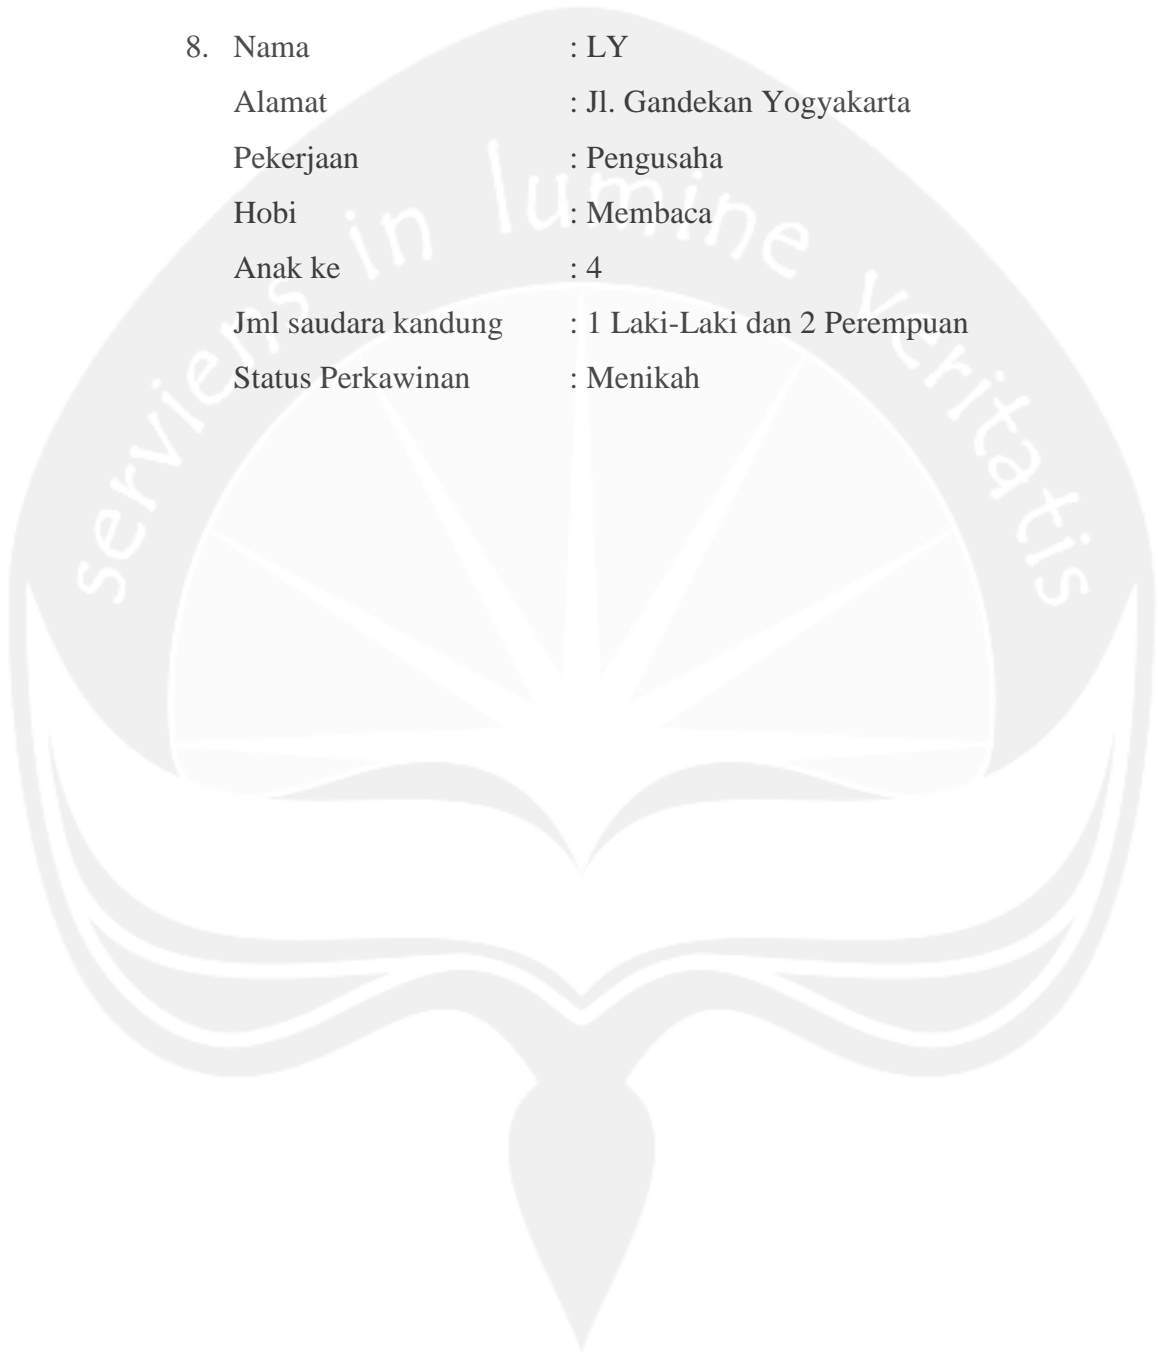 8. Nama : LY
Alamat : Jl. Gandekan Yogyakarta
Pekerjaan : Pengusaha
Hobi : Membaca
Anak ke : 4
Jml saudara kandung : 1 Laki-Laki dan 2 Perempuan
Status Perkawinan : Menikah
serviens in lumine veritatis